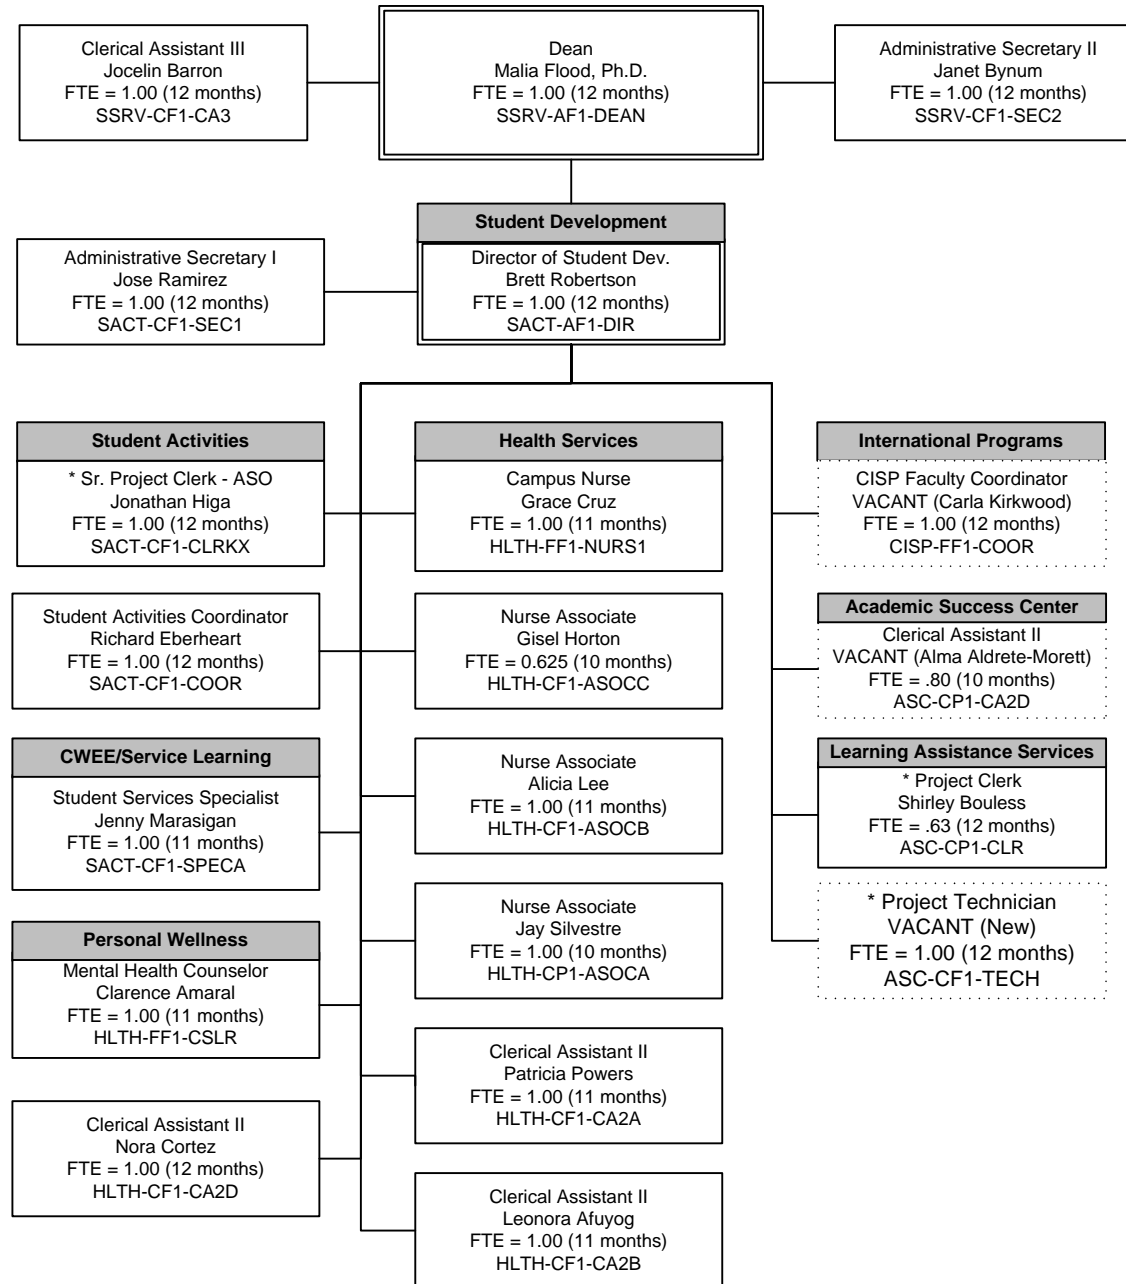 Clerical Assistant III
Jocelin Barron
FTE = 1.00 (12 months)
SSRV-CF1-CA3
Dean
Malia Flood, Ph.D.
FTE = 1.00 (12 months)
SSRV-AF1-DEAN
Administrative Secretary II
Janet Bynum
FTE = 1.00 (12 months)
SSRV-CF1-SEC2
Student Development
Director of Student Dev.
Brett Robertson
FTE = 1.00 (12 months)
SACT-AF1-DIR
Administrative Secretary I
Jose Ramirez
FTE = 1.00 (12 months)
SACT-CF1-SEC1
Student Activities
* Sr. Project Clerk - ASO
Jonathan Higa
FTE = 1.00 (12 months)
SACT-CF1-CLRKX
Student Activities Coordinator
Richard Eberheart
FTE = 1.00 (12 months)
SACT-CF1-COOR
CWEE/Service Learning
Student Services Specialist
Jenny Marasigan
FTE = 1.00 (11 months)
SACT-CF1-SPECA
Personal Wellness
Mental Health Counselor
Clarence Amaral
FTE = 1.00 (11 months)
HLTH-FF1-CSLR
Clerical Assistant II
Nora Cortez
FTE = 1.00 (12 months)
HLTH-CF1-CA2D
Health Services
Campus Nurse
Grace Cruz
FTE = 1.00 (11 months)
HLTH-FF1-NURS1
Nurse Associate
Gisel Horton
FTE = 0.625 (10 months)
HLTH-CF1-ASOCC
Nurse Associate
Alicia Lee
FTE = 1.00 (11 months)
HLTH-CF1-ASOCB
Nurse Associate
Jay Silvestre
FTE = 1.00 (10 months)
HLTH-CP1-ASOCA
Clerical Assistant II
Patricia Powers
FTE = 1.00 (11 months)
HLTH-CF1-CA2A
Clerical Assistant II
Leonora Afuyog
FTE = 1.00 (11 months)
HLTH-CF1-CA2B
International Programs
CISP Faculty Coordinator
VACANT (Carla Kirkwood)
FTE = 1.00 (12 months)
CISP-FF1-COOR
Academic Success Center
Clerical Assistant II
VACANT (Alma Aldrete-Morett)
FTE = .80 (10 months)
ASC-CP1-CA2D
Learning Assistance Services
* Project Clerk
Shirley Bouless
FTE = .63 (12 months)
ASC-CP1-CLR
* Project Technician
VACANT (New)
FTE = 1.00 (12 months)
ASC-CF1-TECH